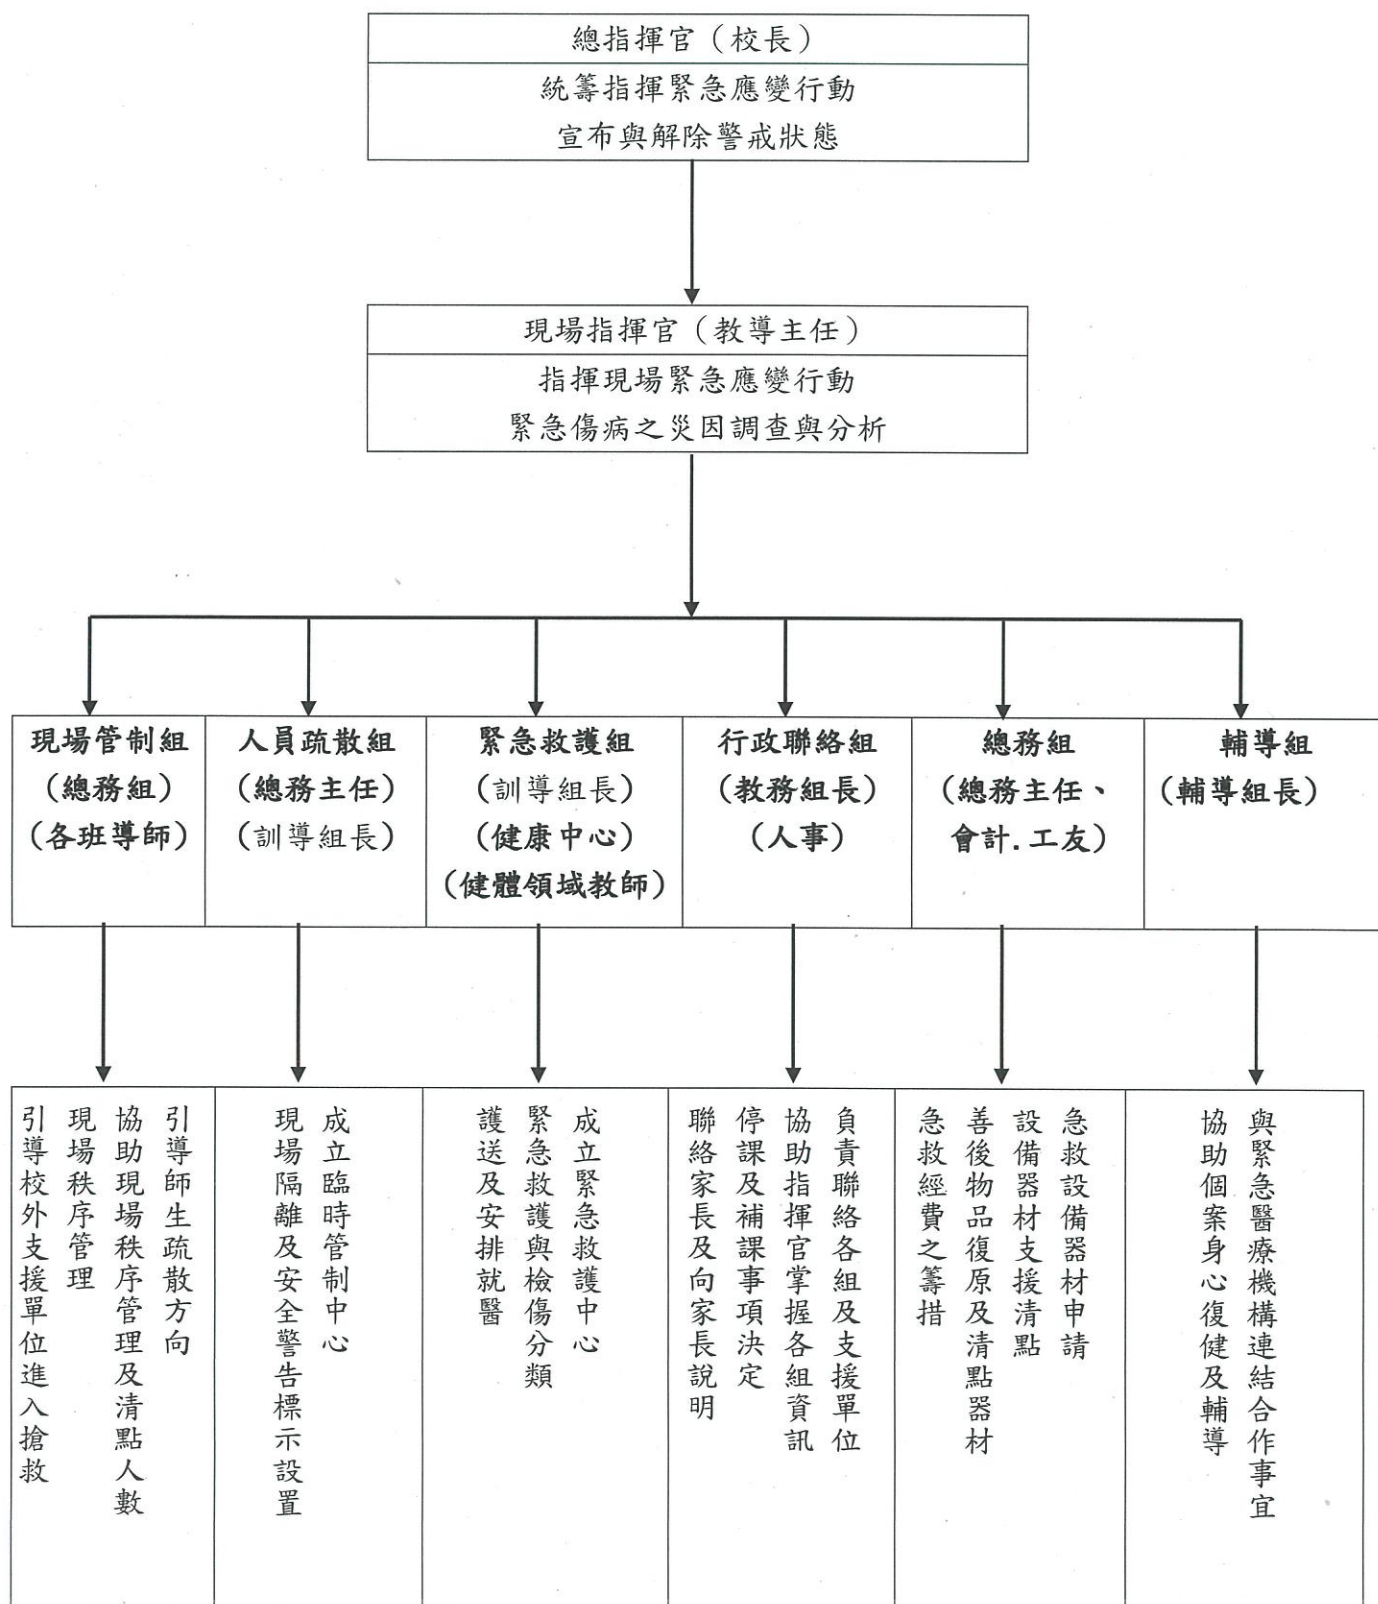 總指揮官（校長）
統籌指揮緊急應變行動
宣布與解除警戒狀態
現場指揮官（教導主任）
指揮現場緊急應變行動
緊急傷病之災因調查與分析
現場管制組
(總務組)
(各班導師)
人員疏散組
(總務主任)
(訓導組長)
緊急救護組
(訓導組長)
(健康中心)
(健體領域教師)
行政聯絡組
(教務組長)
(人事)
總務組
(總務主任、
會計.工友)
輔導組
(輔導組長)
引導師生疏散方向
協助現場秩序管理及清點人數
現場秩序管理
引導校外支援單位進入搶救
成立臨時管制中心
現場隔離及安全警告標示設置
成立緊急救護中心
緊急救護與檢傷分類
護送及安排就醫
負責聯絡各組及支援單位
協助指揮官掌握各組資訊
停課及補課事項決定
聯絡家長及向家長說明
急救設備器材申請
設備器材支援清點
善後物品復原及清點器材
急救經費之籌措
與緊急醫療機構連結合作事宜
協助個案身心復健及輔導